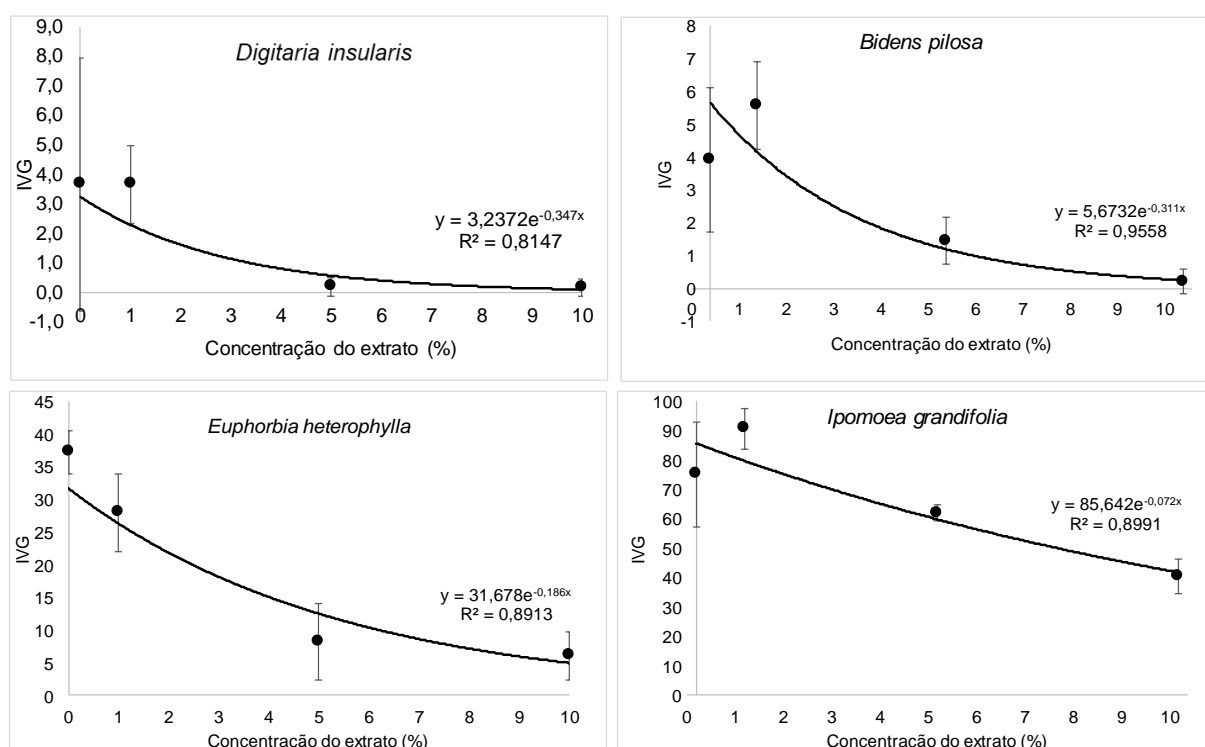 Digitaria insularis
9,0
8,0
7,0
6,0
5,0
4,0
3,0
2,0
1,0
0,0
-1,0
IVG
y = 3,2372e^-0,347x
R² = 0,8147
0 1 2 3 4 5 6 7 8 9 10
Concentração do extrato (%)
Bidens pilosa
8
7
6
5
4
3
2
1
0
-1
IVG
y = 5,6732e^-0,311x
R² = 0,9558
0 1 2 3 4 5 6 7 8 9 10
Concentração do extrato (%)
Euphorbia heterophylla
45
40
35
30
25
20
15
10
5
0
IVG
y = 31,678e^-0,186x
R² = 0,8913
0 1 2 3 4 5 6 7 8 9 10
Concentração do extrato (%)
Ipomoea grandifolia
100
90
80
70
60
50
40
30
20
10
0
IVG
y = 85,642e^-0,072x
R² = 0,8991
0 1 2 3 4 5 6 7 8 9 10
Concentração do extrato (%)